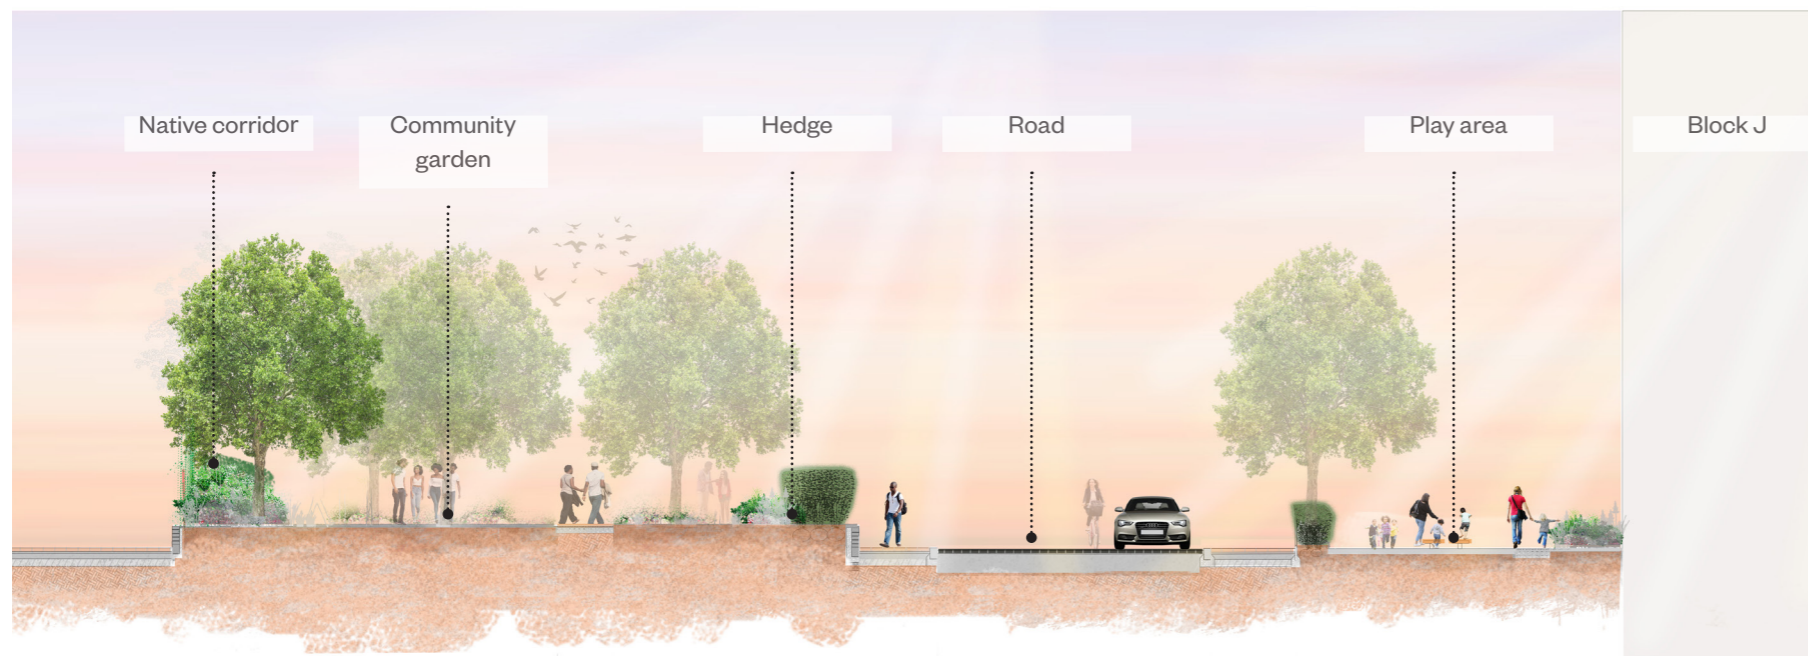 Native corridor
Community
garden
Hedge
Road
Play area
Block J